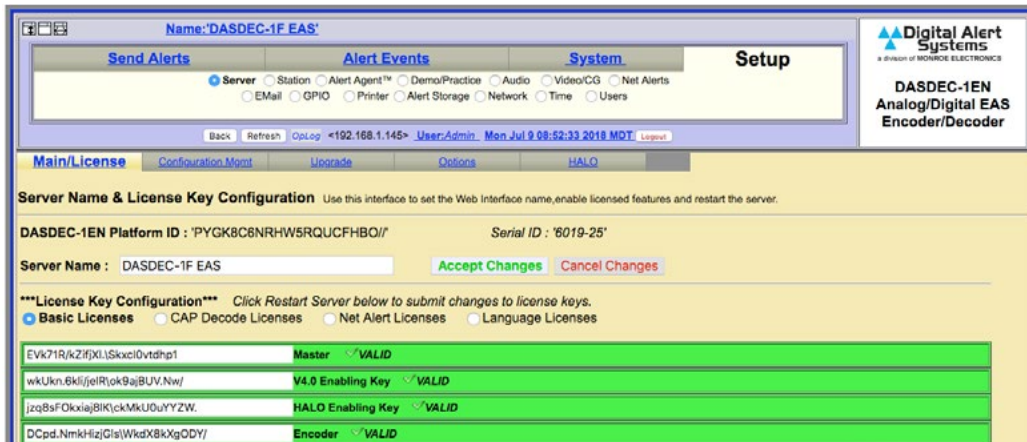 Name:'DASDEC-1F EAS'
Send Alerts Alert Events System Setup
Server Station Alert Agent™ Demo/Practice Audio Video/CG Net Alerts
EMail GPIO Printer Alert Storage Network Time Users
Back Refresh OpLog <192.168.1.145> User:Admin Mon Jul 9 08:52:33 2018 MDT Logout
Digital Alert
Systems
a division of MONROE ELECTRONICS
DASDEC-1EN
Analog/Digital EAS
Encoder/Decoder
Main/License Configuration Mgmt Upgrade Options HALO
Server Name & License Key Configuration Use this interface to set the Web Interface name,enable licensed features and restart the server.
DASDEC-1EN Platform ID : 'PYGK8C6NRHW5RQUCFHBO//' Serial ID : '6019-25'
Server Name : DASDEC-1F EAS Accept Changes Cancel Changes
***License Key Configuration*** Click Restart Server below to submit changes to license keys.
Basic Licenses CAP Decode Licenses Net Alert Licenses Language Licenses
Master VALID
V4.0 Enabling Key VALID
HALO Enabling Key VALID
Encoder VALID